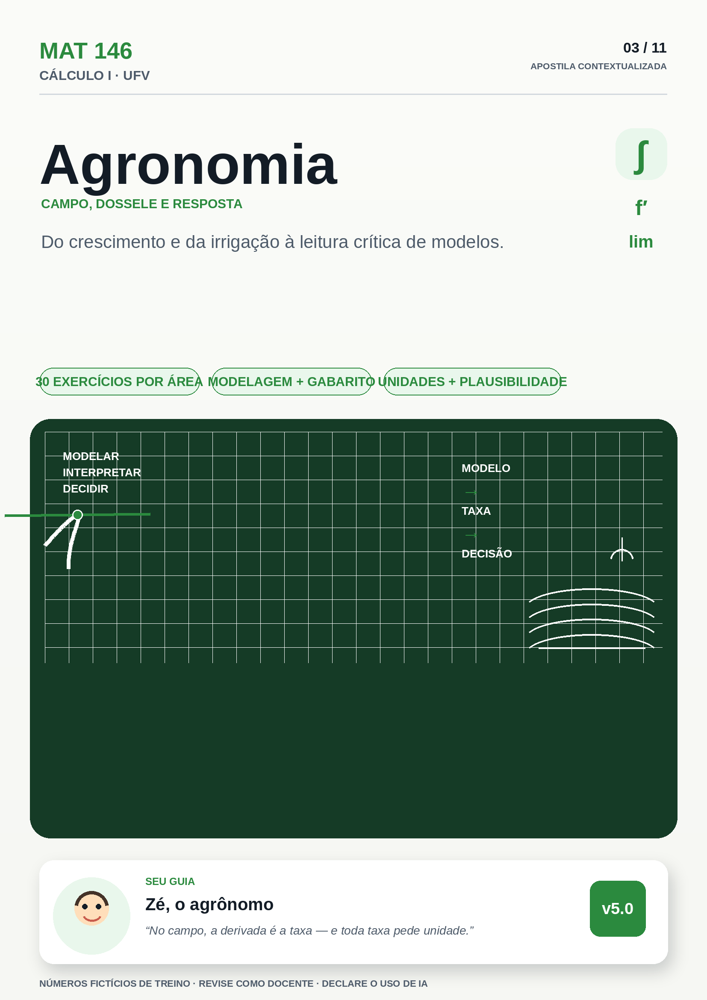 MAT 146
CÁLCULO I · UFV
03 / 11
APOSTILA CONTEXTUALIZADA
Agronomia
CAMPO, DOSSELE E RESPOSTA
Do crescimento e da irrigação à leitura crítica de modelos.
∫
f′
lim
30 EXERCÍCIOS POR ÁREA
MODELAGEM + GABARITO
UNIDADES + PLAUSIBILIDADE
MODELAR
INTERPRETAR
DECIDIR
MODELO
→
TAXA
→
DECISÃO
SEU GUIA
Zé, o agrônomo
“No campo, a derivada é a taxa — e toda taxa pede unidade.”
v5.0
NÚMEROS FICTÍCIOS DE TREINO · REVISE COMO DOCENTE · DECLARE O USO DE IA